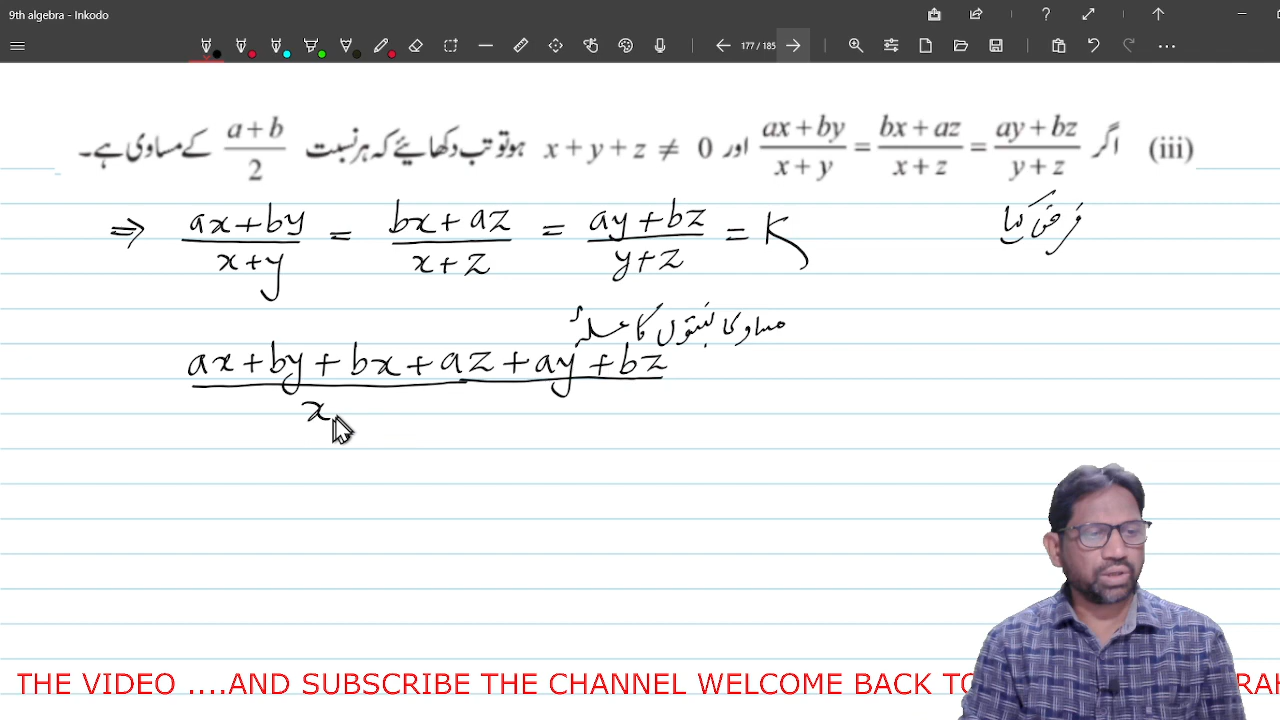 9th algebra - Inkodo
177 / 185
(iii) اگر ay + bz / y + z = bx + az / x + z = ax + by / x + y اور x + y + z ≠ 0 ہو تو تب دکھائیے کہ ہر نسبت a + b / 2 کے مساوی ہے۔
⇒ ax + by / x + y = bx + az / x + z = ay + bz / y + z = K فرض کیا
مساوی نسبتوں کا عملہ
ax + by + bx + az + ay + bz
x
THE VIDEO ....AND SUBSCRIBE THE CHANNEL WELCOME BACK TO